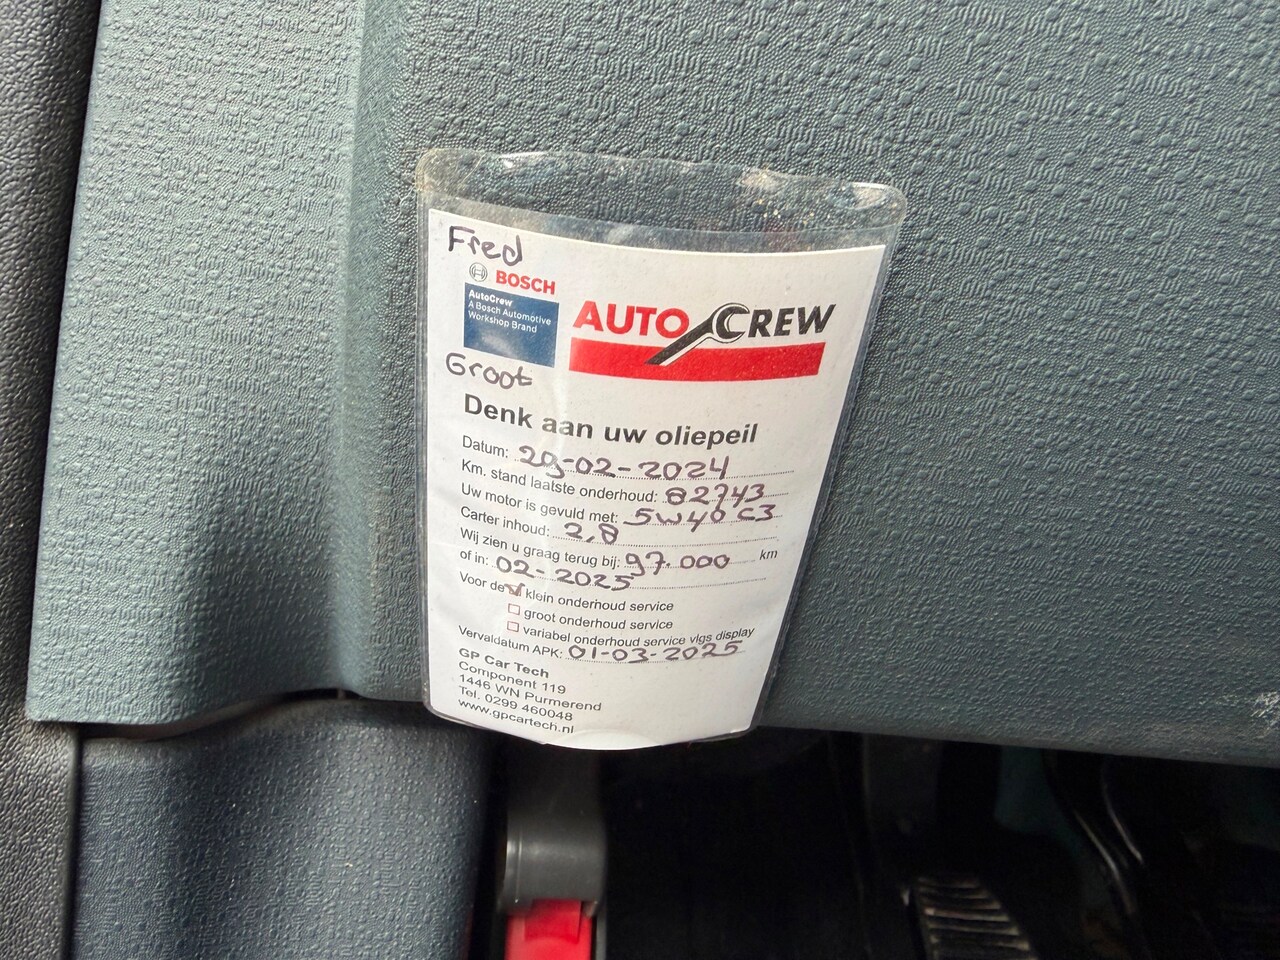 Fred
BOSCH
AutoCrew
A Bosch Automotive
Workshop Brand
AUTO CREW
Groot
Denk aan uw oliepeil
Datum: 29-02-2024
Km. stand laatste onderhoud: 82743
Uw motor is gevuld met: 5W40 C3
Carter inhoud: 2,8
Wij zien u graag terug bij: 97.000 km
of in: 02-2025
Voor de klein onderhoud service
groot onderhoud service
variabel onderhoud service vlgs display
Vervaldatum APK: 01-03-2025
GP Car Tech
Component 119
1446 WN Purmerend
Tel. 0299 460048
www.gpcartech.nl